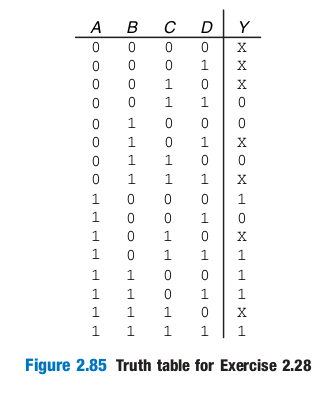 A B C D Y
0 0 0 0 X
0 0 0 1 X
0 0 1 0 X
0 0 1 1 0
0 1 0 0 0
0 1 0 1 X
0 1 1 0 0
0 1 1 1 X
1 0 0 0 1
1 0 0 1 0
1 0 1 0 X
1 0 1 1 1
1 1 0 0 1
1 1 0 1 1
1 1 1 0 X
1 1 1 1 1
Figure 2.85 Truth table for Exercise 2.28